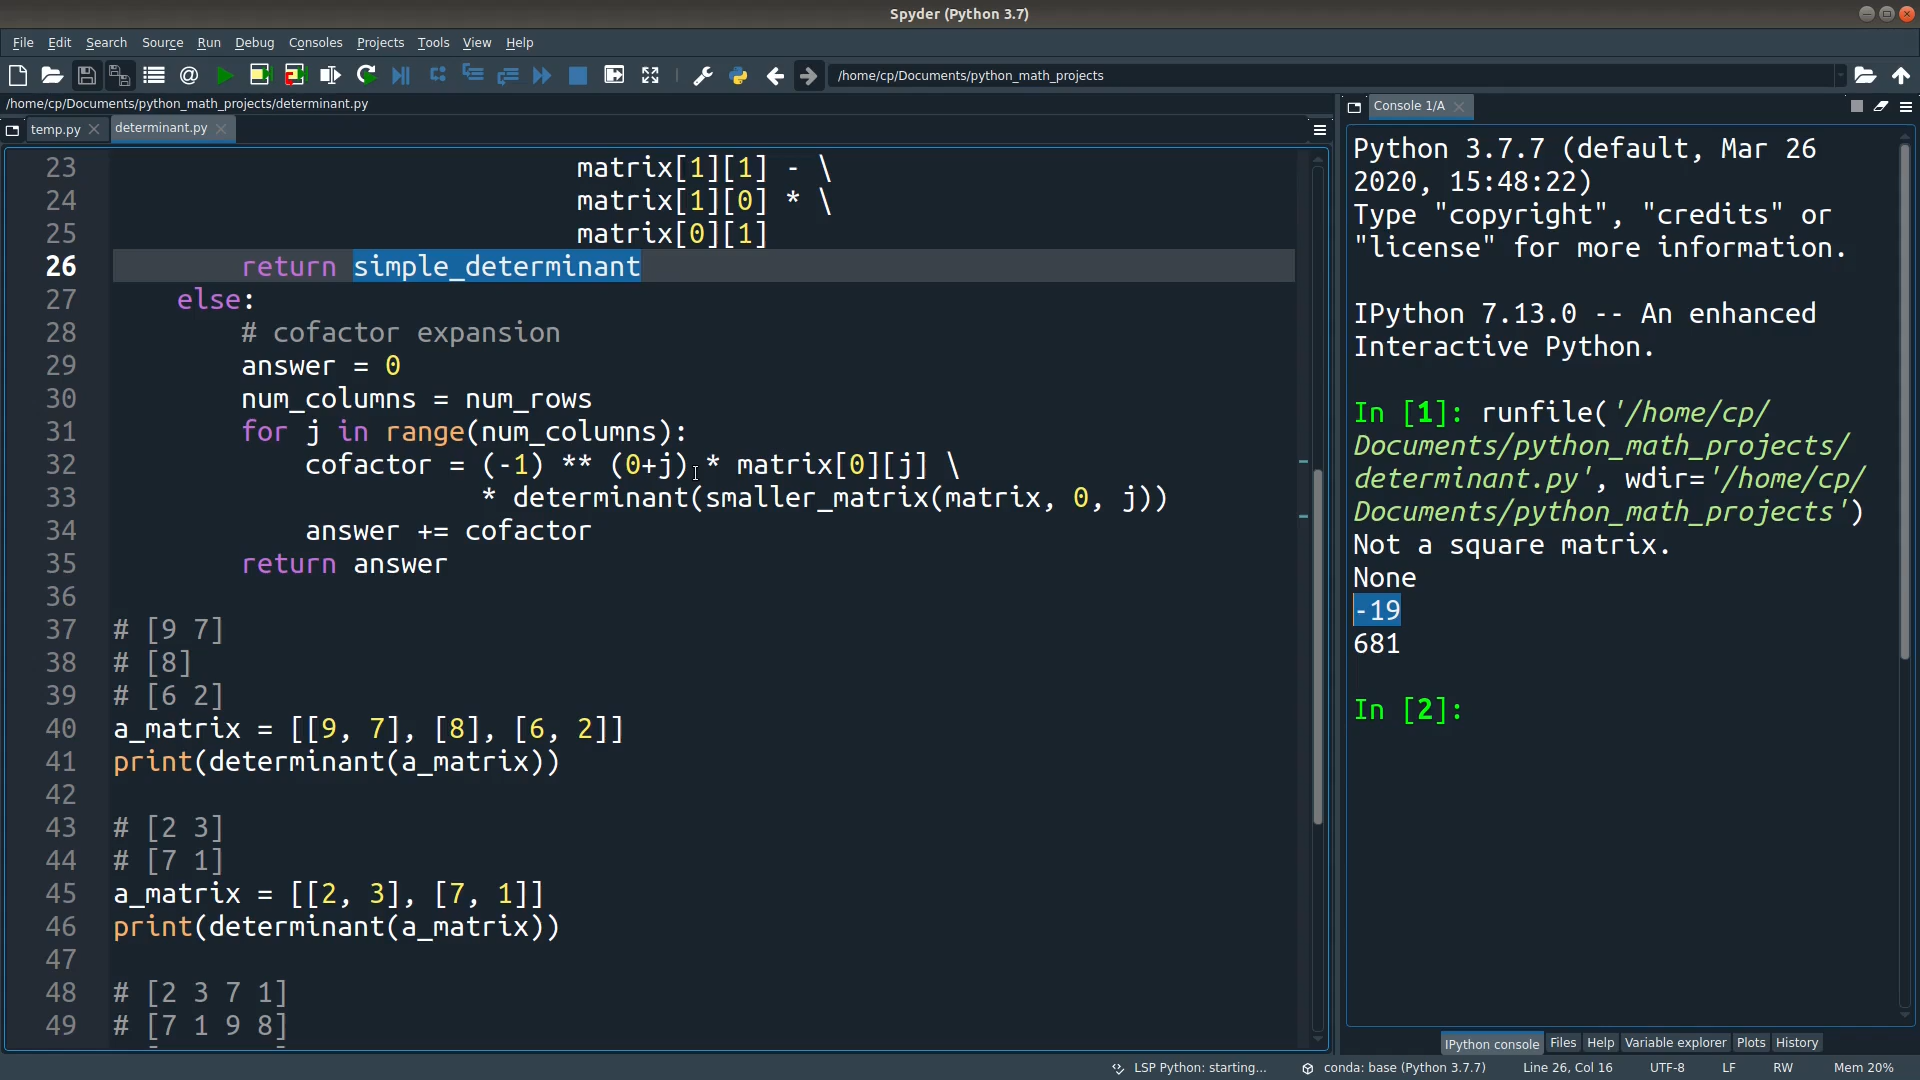 Spyder (Python 3.7)
File Edit Search Source Run Debug Consoles Projects Tools View Help
/home/cp/Documents/python_math_projects
/home/cp/Documents/python_math_projects/determinant.py
temp.py determinant.py
23 matrix[1][1] - \
24 matrix[1][0] * \
25 matrix[0][1]
26 return simple_determinant
27 else:
28 # cofactor expansion
29 answer = 0
30 num_columns = num_rows
31 for j in range(num_columns):
32 cofactor = (-1) ** (0+j) * matrix[0][j] \
33 * determinant(smaller_matrix(matrix, 0, j))
34 answer += cofactor
35 return answer
36
37 # [9 7]
38 # [8]
39 # [6 2]
40 a_matrix = [[9, 7], [8], [6, 2]]
41 print(determinant(a_matrix))
42
43 # [2 3]
44 # [7 1]
45 a_matrix = [[2, 3], [7, 1]]
46 print(determinant(a_matrix))
47
48 # [2 3 7 1]
49 # [7 1 9 8]
Console 1/A
Python 3.7.7 (default, Mar 26
2020, 15:48:22)
Type "copyright", "credits" or
"license" for more information.
IPython 7.13.0 -- An enhanced
Interactive Python.
In [1]: runfile('/home/cp/
Documents/python_math_projects/
determinant.py', wdir='/home/cp/
Documents/python_math_projects')
Not a square matrix.
None
-19
681
In [2]:
IPython console Files Help Variable explorer Plots History
LSP Python: starting... conda: base (Python 3.7.7) Line 26, Col 16 UTF-8 LF RW Mem 20%